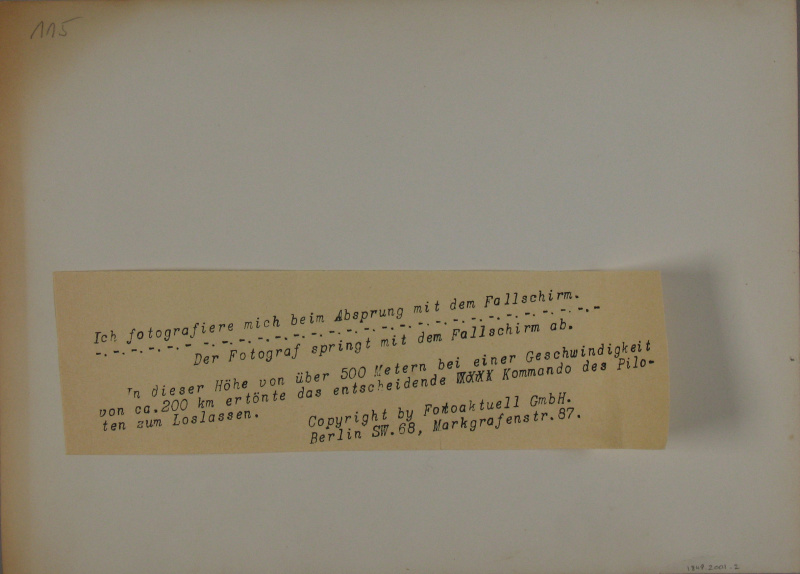 115
Ich fotografiere mich beim Absprung mit dem Fallschirm.
-.-.-.-.-.- -.-.-.-.-.-.-.-.-.-.-.-.-.-.-.-.-.-.-.-.-
Der Fotograf springt mit dem Fallschirm ab.
In dieser Höhe von über 500 Metern bei einer Geschwindigkeit
von ca.200 km ertönte das entscheidende Kommando des Pilo-
ten zum Loslassen.
Copyright by Fotoaktuell GmbH.
Berlin SW.68, Markgrafenstr.87.